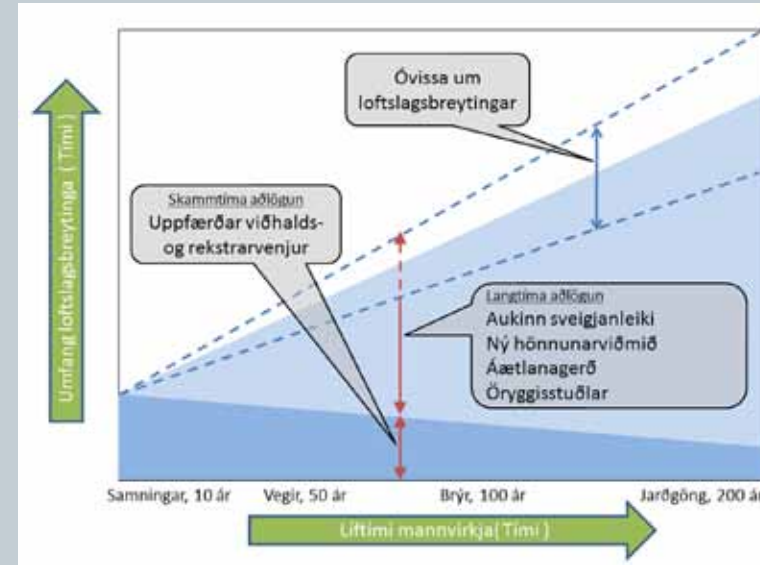 Umfang loftslagsbreytinga ( Tími )
Óvissa um
loftslagsbreytingar
Skammtíma aðlögun
Uppfærðar viðhalds-
og rekstrarvenjur
Langtíma aðlögun
Aukinn sveigjanleiki
Ný hönnunarviðmið
Áætlanagerð
Öryggisstuðlar
Samningar, 10 ár Vegir, 50 ár Brýr, 100 ár Jarðgöng, 200 ár
Líftími mannvirkja( Tími )